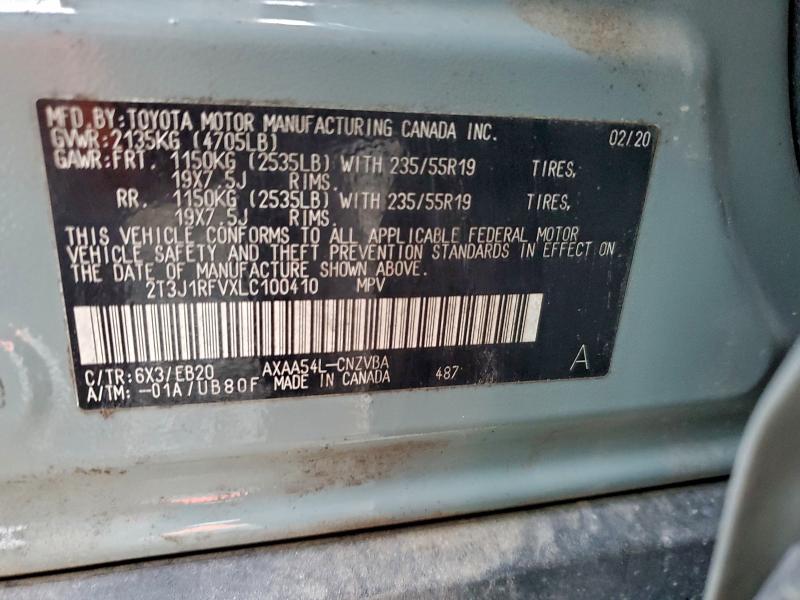 MFD.BY:TOYOTA MOTOR MANUFACTURING CANADA INC. 02/20
GVWR:2135KG (4705LB)
GAWR:FRT. 1150KG (2535LB) WITH 235/55R19 TIRES,
19X7.5J RIMS.
RR. 1150KG (2535LB) WITH 235/55R19 TIRES,
19X7.5J RIMS.
THIS VEHICLE CONFORMS TO ALL APPLICABLE FEDERAL MOTOR
VEHICLE SAFETY AND THEFT PREVENTION STANDARDS IN EFFECT ON
THE DATE OF MANUFACTURE SHOWN ABOVE.
2T3J1RFVXLC100410 MPV
C/TR:6X3/EB20 AXAA54L-CNZVBA A
A/TM:-01A/UB80F MADE IN CANADA 487